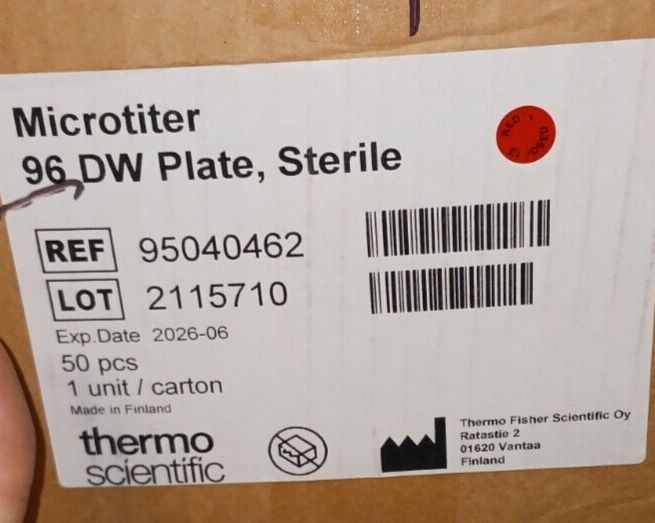 Microtiter
96 DW Plate, Sterile
REF 95040462
LOT 2115710
Exp.Date 2026-06
50 pcs
1 unit / carton
Made in Finland
thermo
scientific
Thermo Fisher Scientific Oy
Ratastie 2
01620 Vantaa
Finland